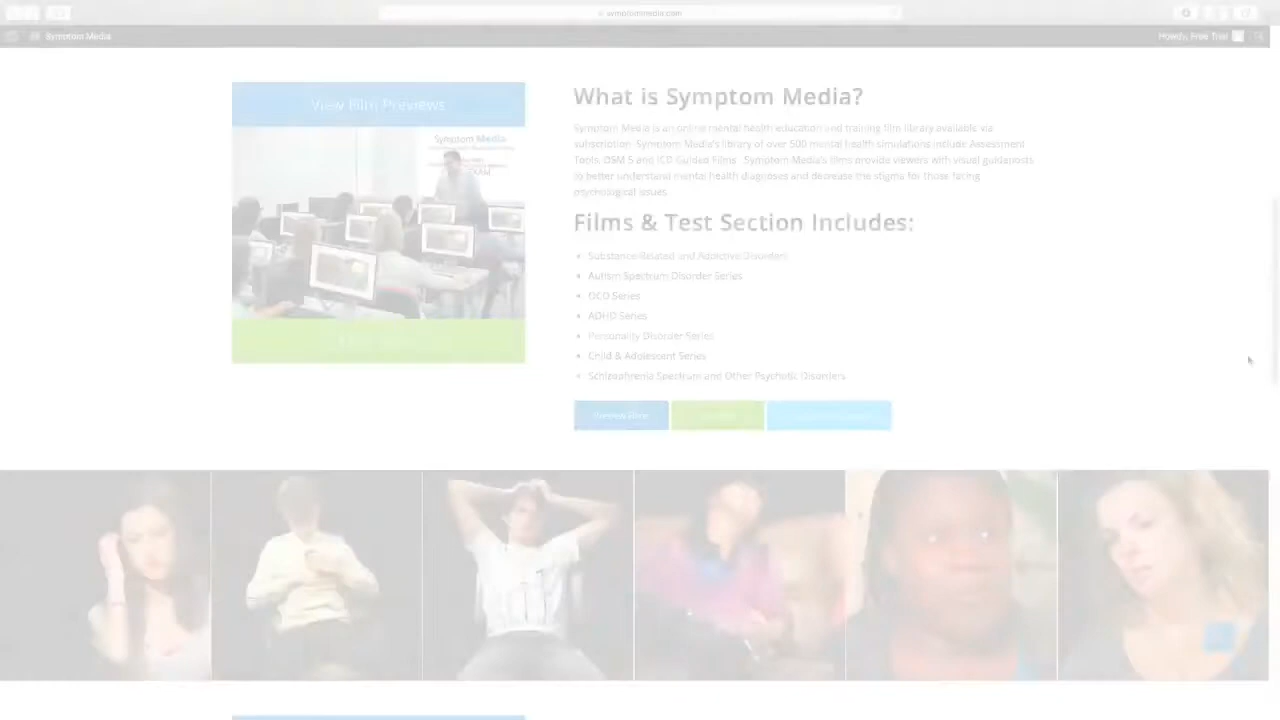 symptommedia.com
Symptom Media
Howdy, Free Trial
View Film Previews
Symptom Media
EXAM
What is Symptom Media?
Symptom Media is an online mental health education and training film library available via
subscription. Symptom Media's library of over 500 mental health simulations include Assessment
Tools, DSM 5 and ICD Guided Films. Symptom Media's films provide viewers with visual guideposts
to better understand mental health diagnoses and decrease the stigma for those facing
psychological issues.
Films & Test Section Includes:
Substance-Related and Addictive Disorders
Autism Spectrum Disorder Series
OCD Series
ADHD Series
Personality Disorder Series
Child & Adolescent Series
Schizophrenia Spectrum and Other Psychotic Disorders